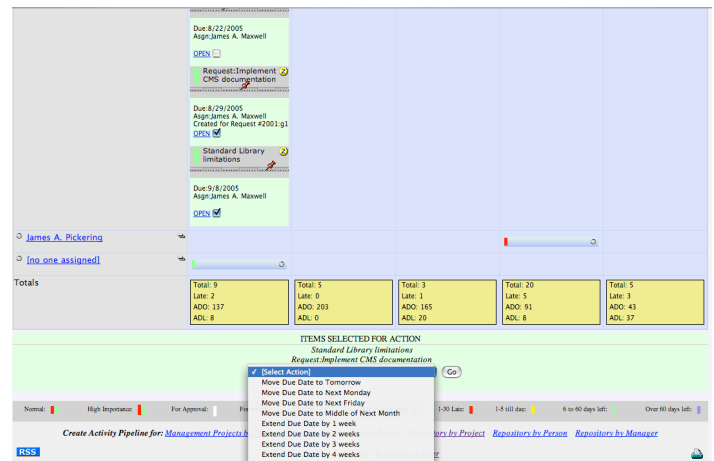 Due:8/22/2005
Asgn:James A. Maxwell
OPEN
Request:Implement
CMS documentation
Due:8/29/2005
Asgn:James A. Maxwell
Created for Request #2001:g1
OPEN
Standard Library
limitations
Due:9/8/2005
Asgn:James A. Maxwell
OPEN
James A. Pickering
[no one assigned]
Totals
Total: 9
Late: 2
ADO: 137
ADL: 8
Total: 5
Late: 0
ADO: 203
ADL: 0
Total: 3
Late: 1
ADO: 165
ADL: 20
Total: 20
Late: 5
ADO: 91
ADL: 8
Total: 5
Late: 3
ADO: 43
ADL: 37
ITEMS SELECTED FOR ACTION
Standard Library limitations
Request:Implement CMS documentation
✓ [Select Action] Go
Move Due Date to Tomorrow
Move Due Date to Next Monday
Move Due Date to Next Friday
Move Due Date to Middle of Next Month
Extend Due Date by 1 week
Extend Due Date by 2 weeks
Extend Due Date by 3 weeks
Extend Due Date by 4 weeks
Normal: High Importance: For Approval: 1-30 Late: 1-5 till due: 6 to 60 days left: Over 60 days left:
Create Activity Pipeline for: Management Projects b Repository by Project Repository by Person Repository by Manager
RSS